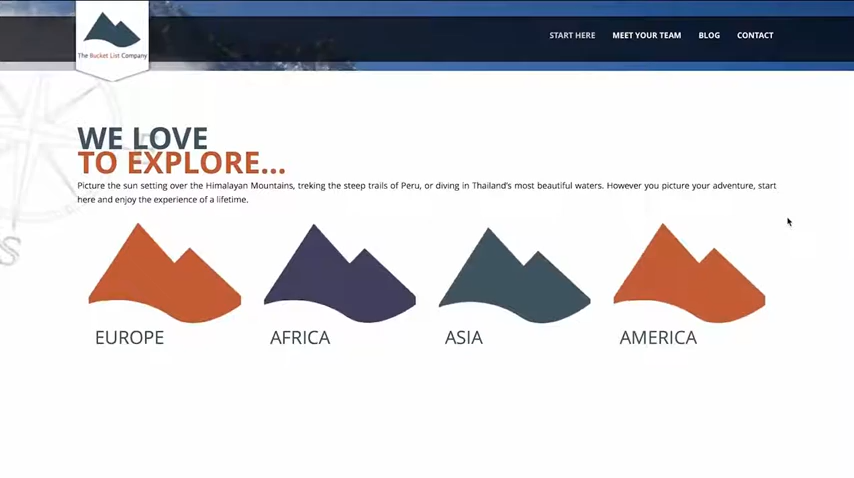 START HERE MEET YOUR TEAM BLOG CONTACT
The Bucket List Company
WE LOVE
TO EXPLORE...
Picture the sun setting over the Himalayan Mountains, treking the steep trails of Peru, or diving in Thailand's most beautiful waters. However you picture your adventure, start
here and enjoy the experience of a lifetime.
EUROPE AFRICA ASIA AMERICA
S